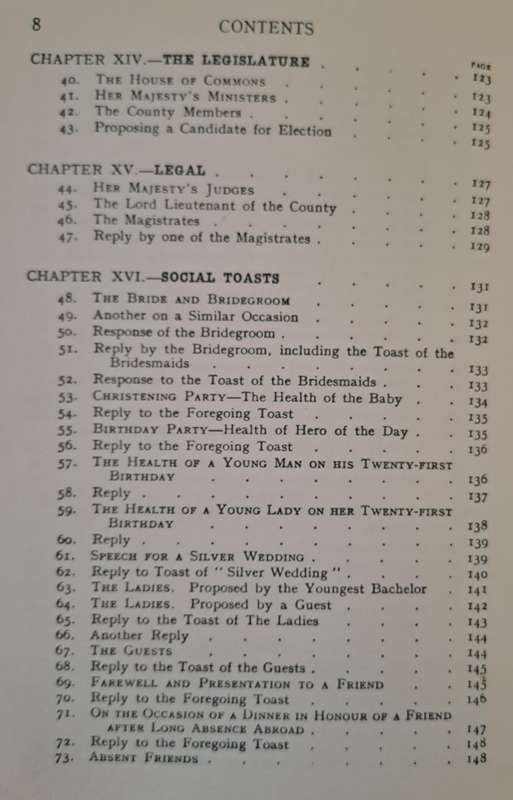 8 CONTENTS
PAGE
CHAPTER XIV.—THE LEGISLATURE . . . . . 123
40. THE HOUSE OF COMMONS . . . . . 123
41. HER MAJESTY'S MINISTERS . . . . . 124
42. The County Members . . . . . . 125
43. Proposing a Candidate for Election . . . . 125
CHAPTER XV.—LEGAL . . . . . . . 127
44. HER MAJESTY'S JUDGES . . . . . 127
45. The Lord Lieutenant of the County . . . . 128
46. The Magistrates . . . . . . . 128
47. Reply by one of the Magistrates . . . . . 129
CHAPTER XVI.—SOCIAL TOASTS . . . . . 131
48. THE BRIDE AND BRIDEGROOM . . . . . 131
49. Another on a Similar Occasion . . . . . 132
50. Response of the Bridegroom . . . . . . 132
51. Reply by the Bridegroom, including the Toast of the
Bridesmaids . . . . . . . 133
52. Response to the Toast of the Bridesmaids . . . 133
53. CHRISTENING PARTY—The Health of the Baby . . 134
54. Reply to the Foregoing Toast . . . . . 135
55. BIRTHDAY PARTY—Health of Hero of the Day . . 135
56. Reply to the Foregoing Toast . . . . . 136
57. THE HEALTH OF A YOUNG MAN ON HIS TWENTY-FIRST
BIRTHDAY . . . . . . . 136
58. Reply . . . . . . . . . 137
59. THE HEALTH OF A YOUNG LADY ON HER TWENTY-FIRST
BIRTHDAY . . . . . . . 138
60. Reply . . . . . . . . . 139
61. SPEECH FOR A SILVER WEDDING . . . . . 139
62. Reply to Toast of "Silver Wedding" . . . . 140
63. THE LADIES. Proposed by the Youngest Bachelor . 141
64. THE LADIES. Proposed by a Guest . . . . 142
65. Reply to the Toast of The Ladies . . . . 143
66. Another Reply . . . . . . . 144
67. THE GUESTS . . . . . . . 144
68. Reply to the Toast of the Guests . . . . . 145
69. FAREWELL AND PRESENTATION TO A FRIEND . . 145
70. Reply to the Foregoing Toast . . . . . 146
71. ON THE OCCASION OF A DINNER IN HONOUR OF A FRIEND
AFTER LONG ABSENCE ABROAD . . . . . 147
72. Reply to the Foregoing Toast . . . . . 148
73. ABSENT FRIENDS . . . . . . . 148